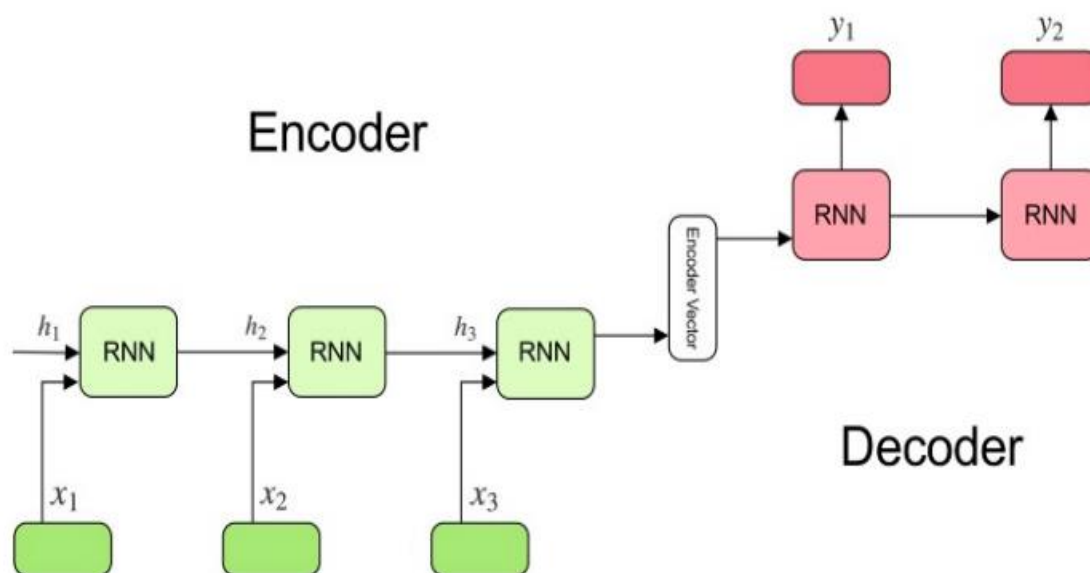 y₁ y₂
Encoder
RNN RNN
Encoder Vector
h₁ RNN h₂ RNN h₃ RNN
Decoder
x₁ x₂ x₃